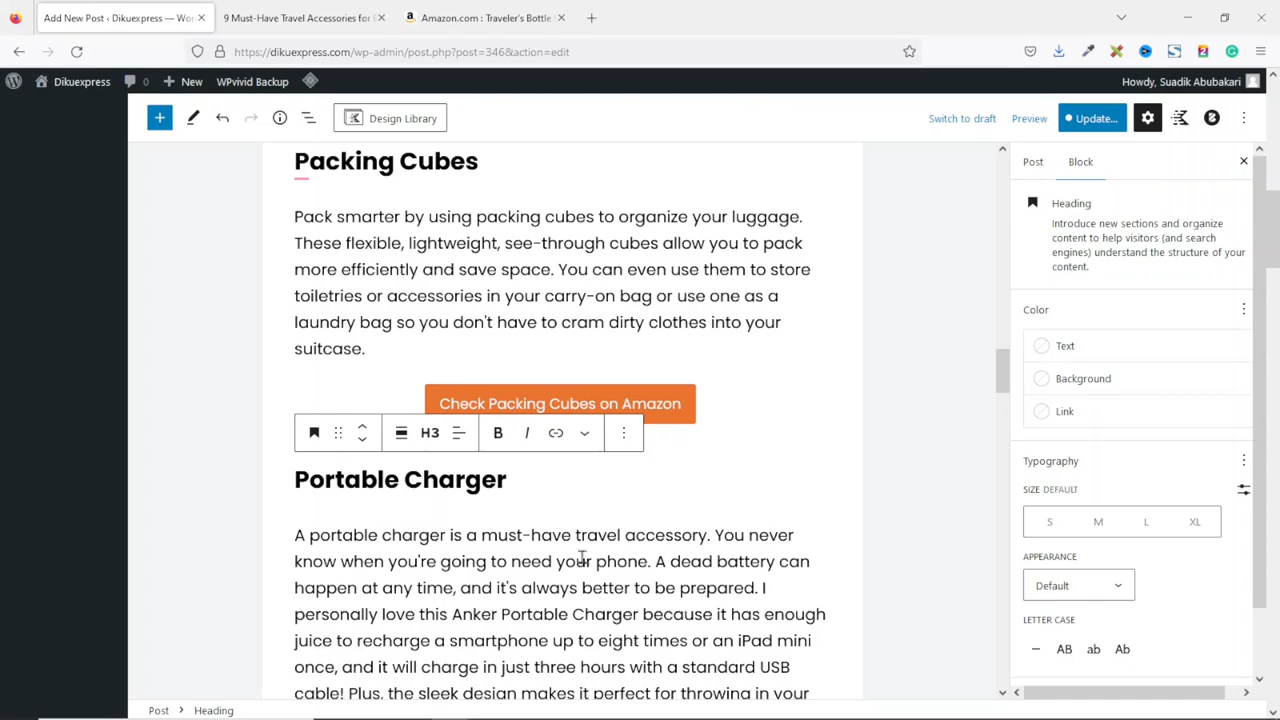 Add New Post ‹ Dikuexpress — Wor
9 Must-Have Travel Accessories for I
Amazon.com : Traveler's Bottle
https://dikuexpress.com/wp-admin/post.php?post=346&action=edit
Dikuexpress
0
New
WPvivid Backup
Howdy, Suadik Abubakari
Design Library
Switch to draft
Preview
Update...
Packing Cubes
Pack smarter by using packing cubes to organize your luggage.
These flexible, lightweight, see-through cubes allow you to pack
more efficiently and save space. You can even use them to store
toiletries or accessories in your carry-on bag or use one as a
laundry bag so you don't have to cram dirty clothes into your
suitcase.
Check Packing Cubes on Amazon
H3
B
I
Portable Charger
A portable charger is a must-have travel accessory. You never
know when you're going to need your phone. A dead battery can
happen at any time, and it's always better to be prepared. I
personally love this Anker Portable Charger because it has enough
juice to recharge a smartphone up to eight times or an iPad mini
once, and it will charge in just three hours with a standard USB
cable! Plus, the sleek design makes it perfect for throwing in your
Post
Block
Heading
Introduce new sections and organize
content to help visitors (and search
engines) understand the structure of your
content.
Color
Text
Background
Link
Typography
SIZE DEFAULT
S
M
L
XL
APPEARANCE
Default
LETTER CASE
AB
ab
Ab
Post
Heading